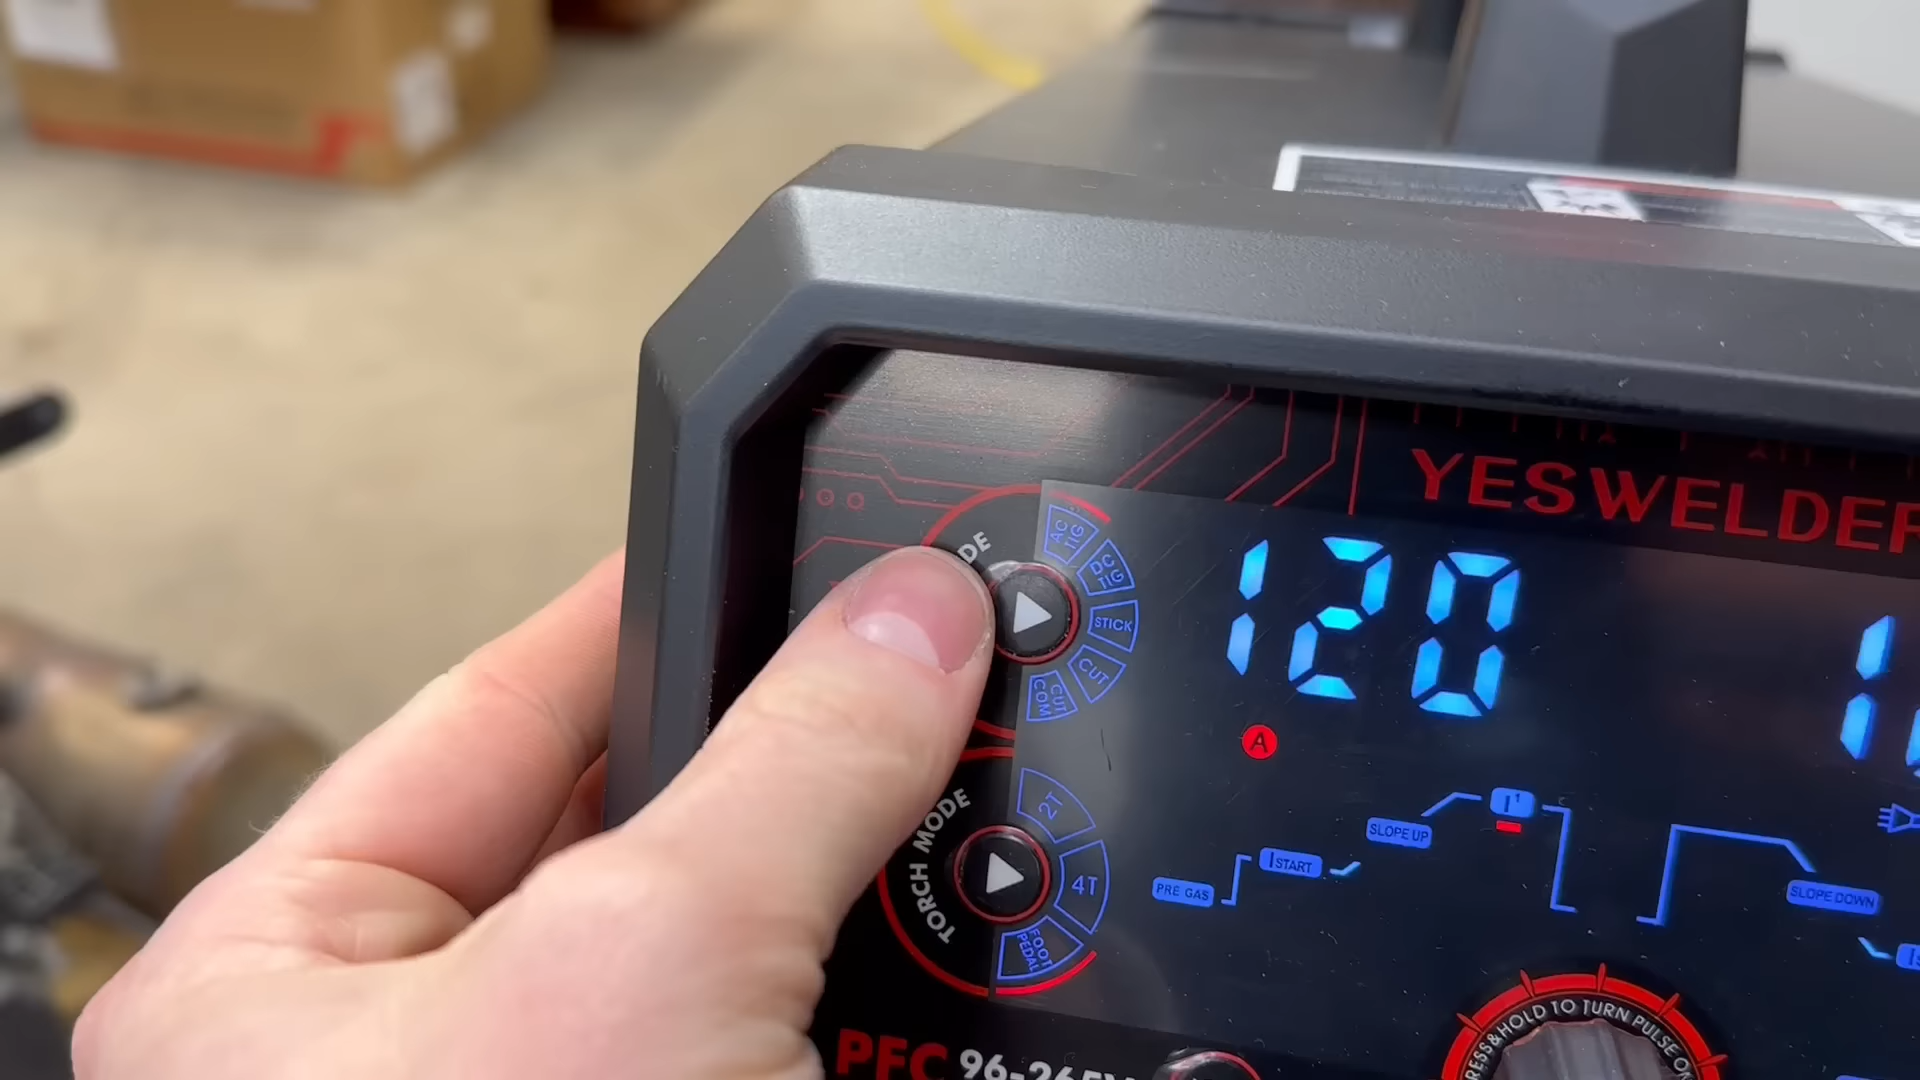 YESWELDER
DE
AC TIG
DC TIG
STICK
CUT
CUT COM
120
A
TORCH MODE
2T
4T
FOOT PEDAL
PRE GAS
I START
SLOPE UP
I1
SLOPE DOWN
PRESS&HOLD TO TURN PULSE ON
PFC 96-265V